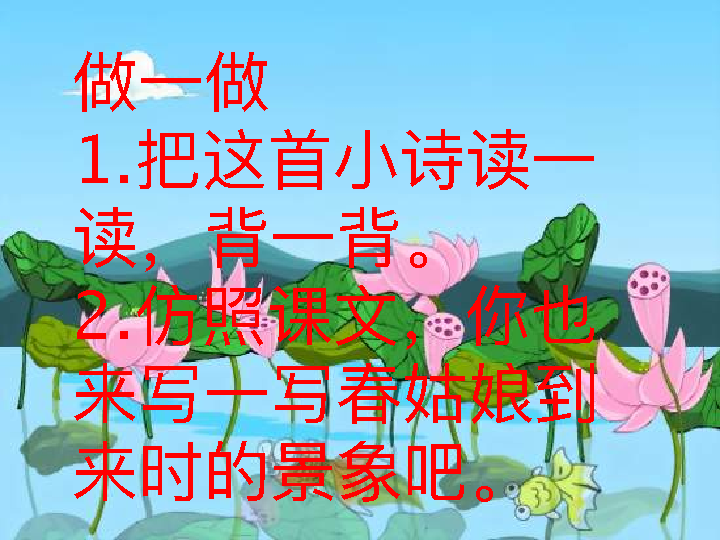 做一做
1.把这首小诗读一
读，背一背。
2.仿照课文，你也
来写一写春姑娘到
来时的景象吧。